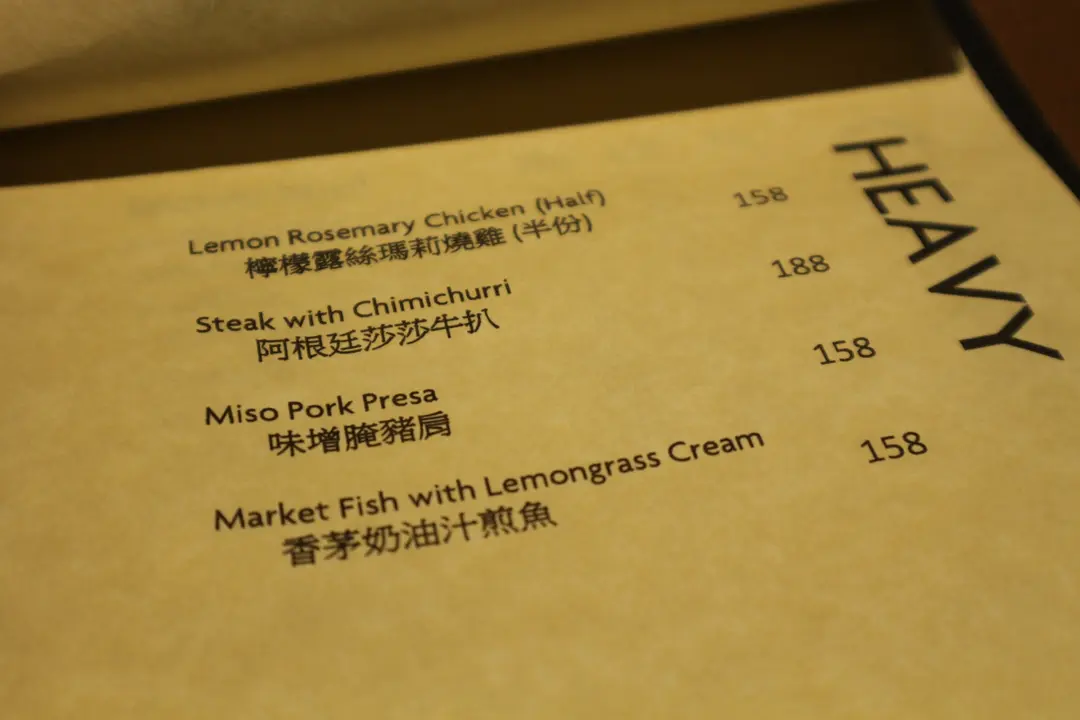 HEAVY
Lemon Rosemary Chicken (Half) 158
檸檬露絲瑪莉燒雞 (半份)
Steak with Chimichurri 188
阿根廷莎莎牛扒
Miso Pork Presa 158
味增腌豬肩
Market Fish with Lemongrass Cream 158
香茅奶油汁煎魚